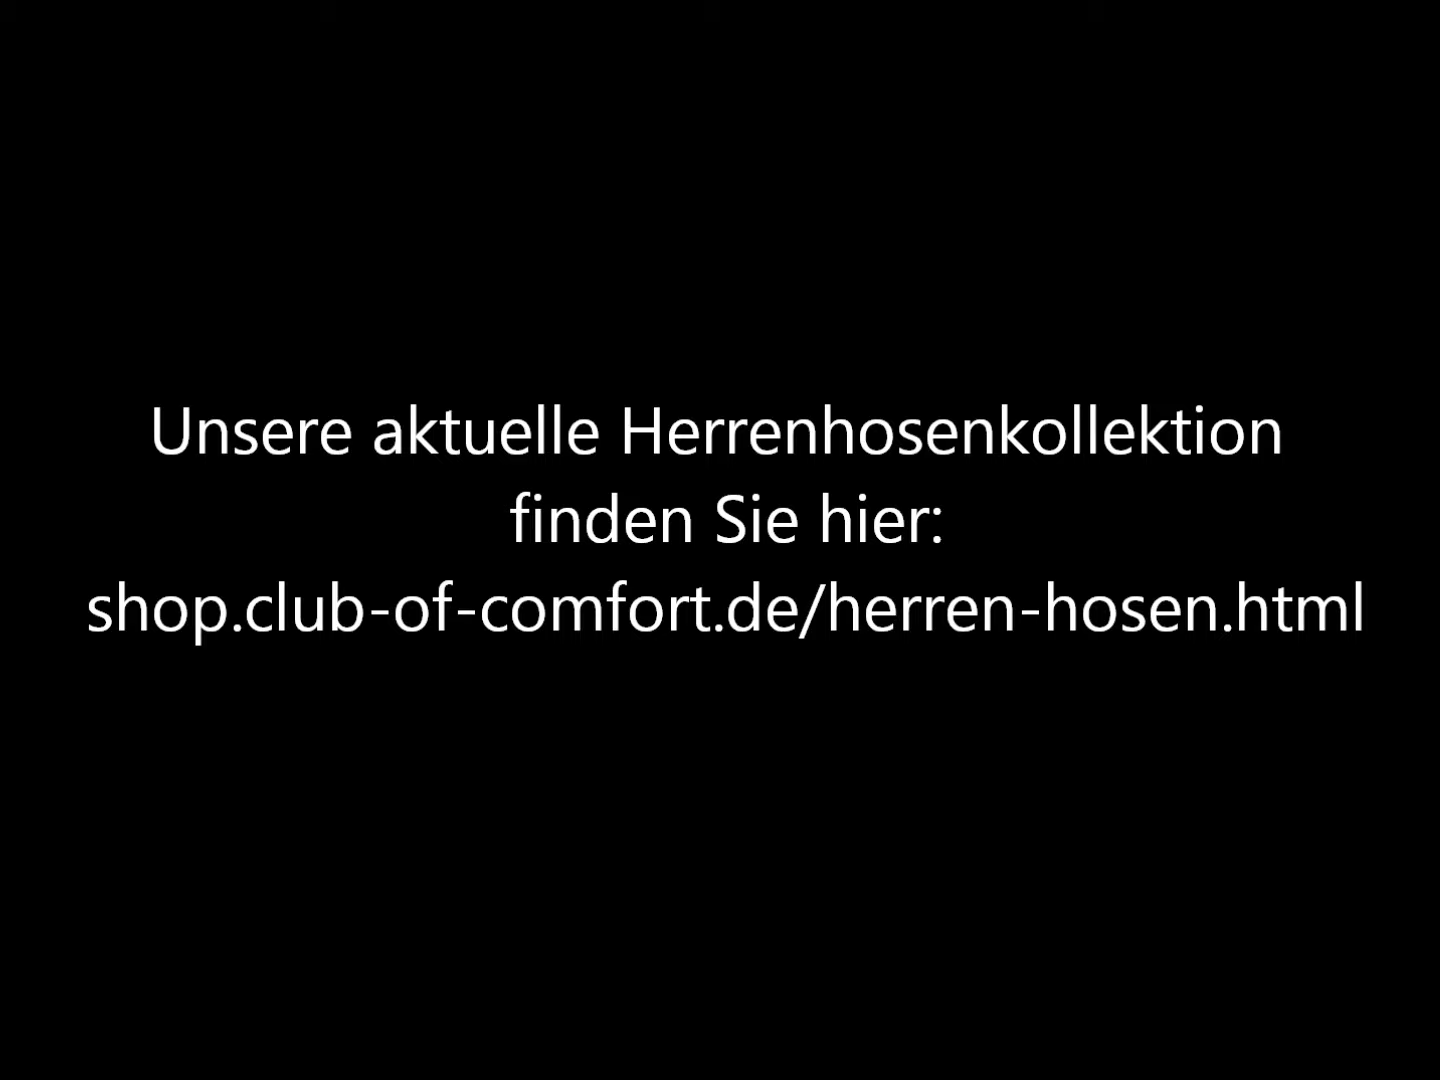 Unsere aktuelle Herrenhosenkollektion
finden Sie hier:
shop.club-of-comfort.de/herren-hosen.html